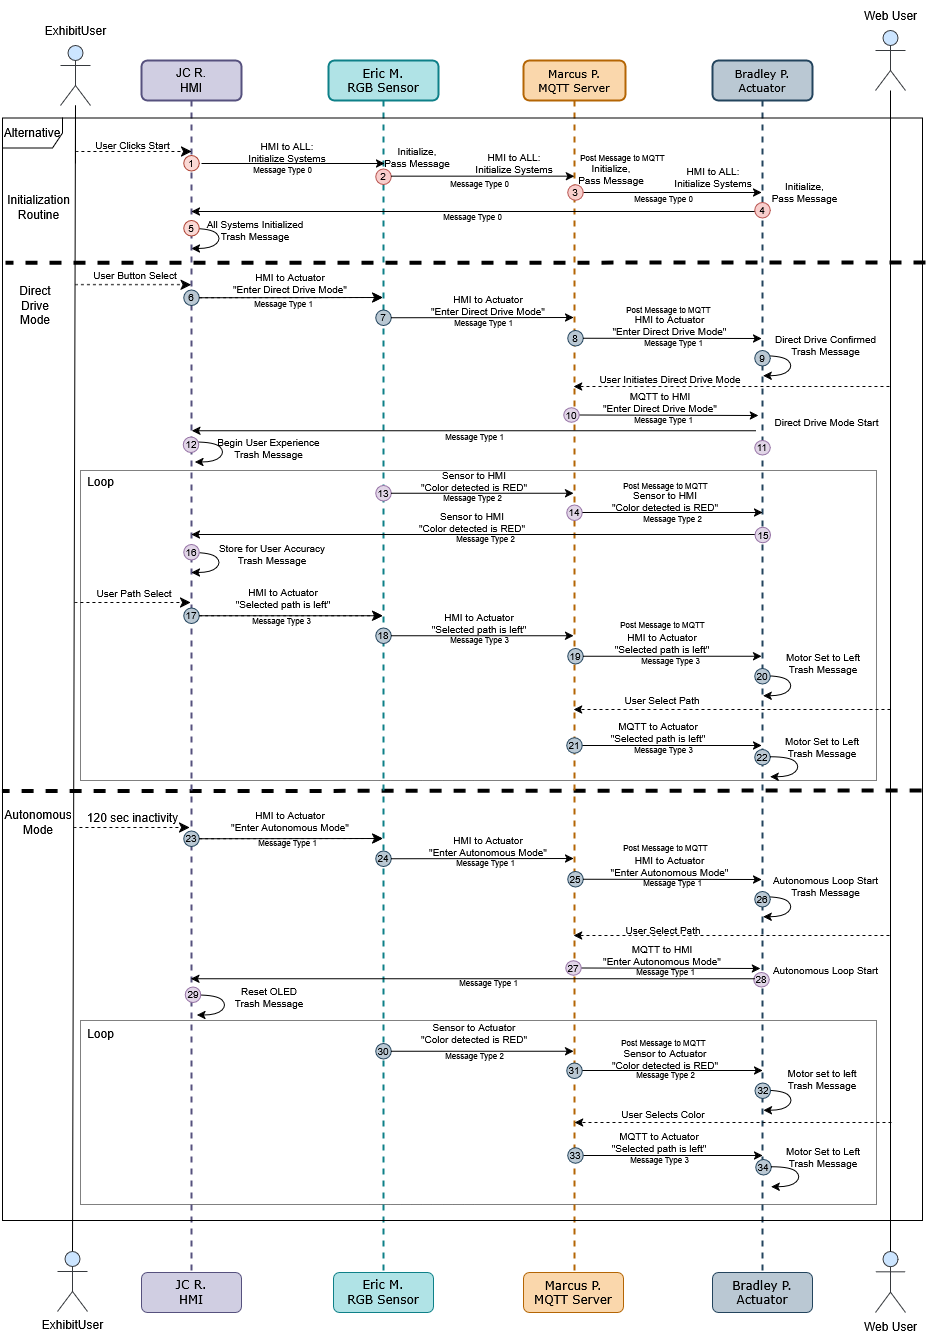 ExhibitUser
Web User
JC R.
HMI
Eric M.
RGB Sensor
Marcus P.
MQTT Server
Bradley P.
Actuator
Alternative
User Clicks Start
1
HMI to ALL:
Initialize Systems
Message Type 0
Initialize,
Pass Message
2
HMI to ALL:
Initialize Systems
Message Type 0
Post Message to MQTT
Initialize,
Pass Message
3
HMI to ALL:
Initialize Systems
Message Type 0
Initialize,
Pass Message
4
Initialization
Routine
Message Type 0
5
All Systems Initialized
Trash Message
Direct
Drive
Mode
User Button Select
6
HMI to Actuator
"Enter Direct Drive Mode"
Message Type 1
7
HMI to Actuator
"Enter Direct Drive Mode"
Message Type 1
8
Post Message to MQTT
HMI to Actuator
"Enter Direct Drive Mode"
Message Type 1
Direct Drive Confirmed
Trash Message
9
User Initiates Direct Drive Mode
10
MQTT to HMI
"Enter Direct Drive Mode"
Message Type 1
Direct Drive Mode Start
11
Message Type 1
12
Begin User Experience
Trash Message
Loop
13
Sensor to HMI
"Color detected is RED"
Message Type 2
14
Post Message to MQTT
Sensor to HMI
"Color detected is RED"
Message Type 2
15
Sensor to HMI
"Color detected is RED"
Message Type 2
16
Store for User Accuracy
Trash Message
User Path Select
17
HMI to Actuator
"Selected path is left"
Message Type 3
18
HMI to Actuator
"Selected path is left"
Message Type 3
19
Post Message to MQTT
HMI to Actuator
"Selected path is left"
Message Type 3
Motor Set to Left
Trash Message
20
User Select Path
21
MQTT to Actuator
"Selected path is left"
Message Type 3
Motor Set to Left
Trash Message
22
Autonomous
Mode
120 sec inactivity
23
HMI to Actuator
"Enter Autonomous Mode"
Message Type 1
24
HMI to Actuator
"Enter Autonomous Mode"
Message Type 1
25
Post Message to MQTT
HMI to Actuator
"Enter Autonomous Mode"
Message Type 1
Autonomous Loop Start
Trash Message
26
User Select Path
27
MQTT to HMI
"Enter Autonomous Mode"
Message Type 1
28
Autonomous Loop Start
Message Type 1
29
Reset OLED
Trash Message
Loop
30
Sensor to Actuator
"Color detected is RED"
Message Type 2
31
Post Message to MQTT
Sensor to Actuator
"Color detected is RED"
Message Type 2
Motor set to left
Trash Message
32
User Selects Color
33
MQTT to Actuator
"Selected path is left"
Message Type 3
Motor Set to Left
Trash Message
34
JC R.
HMI
Eric M.
RGB Sensor
Marcus P.
MQTT Server
Bradley P.
Actuator
ExhibitUser
Web User